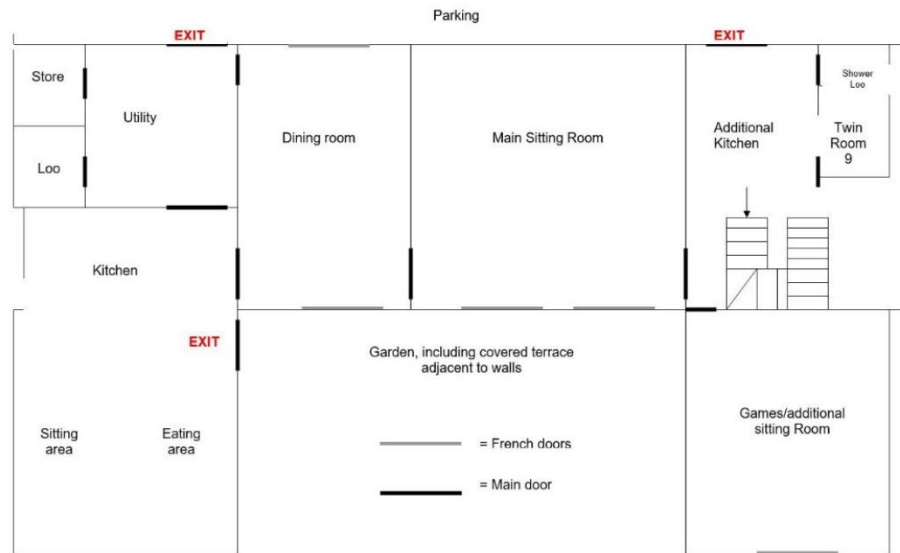 Parking
EXIT
EXIT
Store
Utility
Loo
Dining room
Main Sitting Room
Additional
Kitchen
Shower
Loo
Twin
Room
9
Kitchen
EXIT
Garden, including covered terrace
adjacent to walls
Sitting
area
Eating
area
= French doors
= Main door
Games/additional
sitting Room